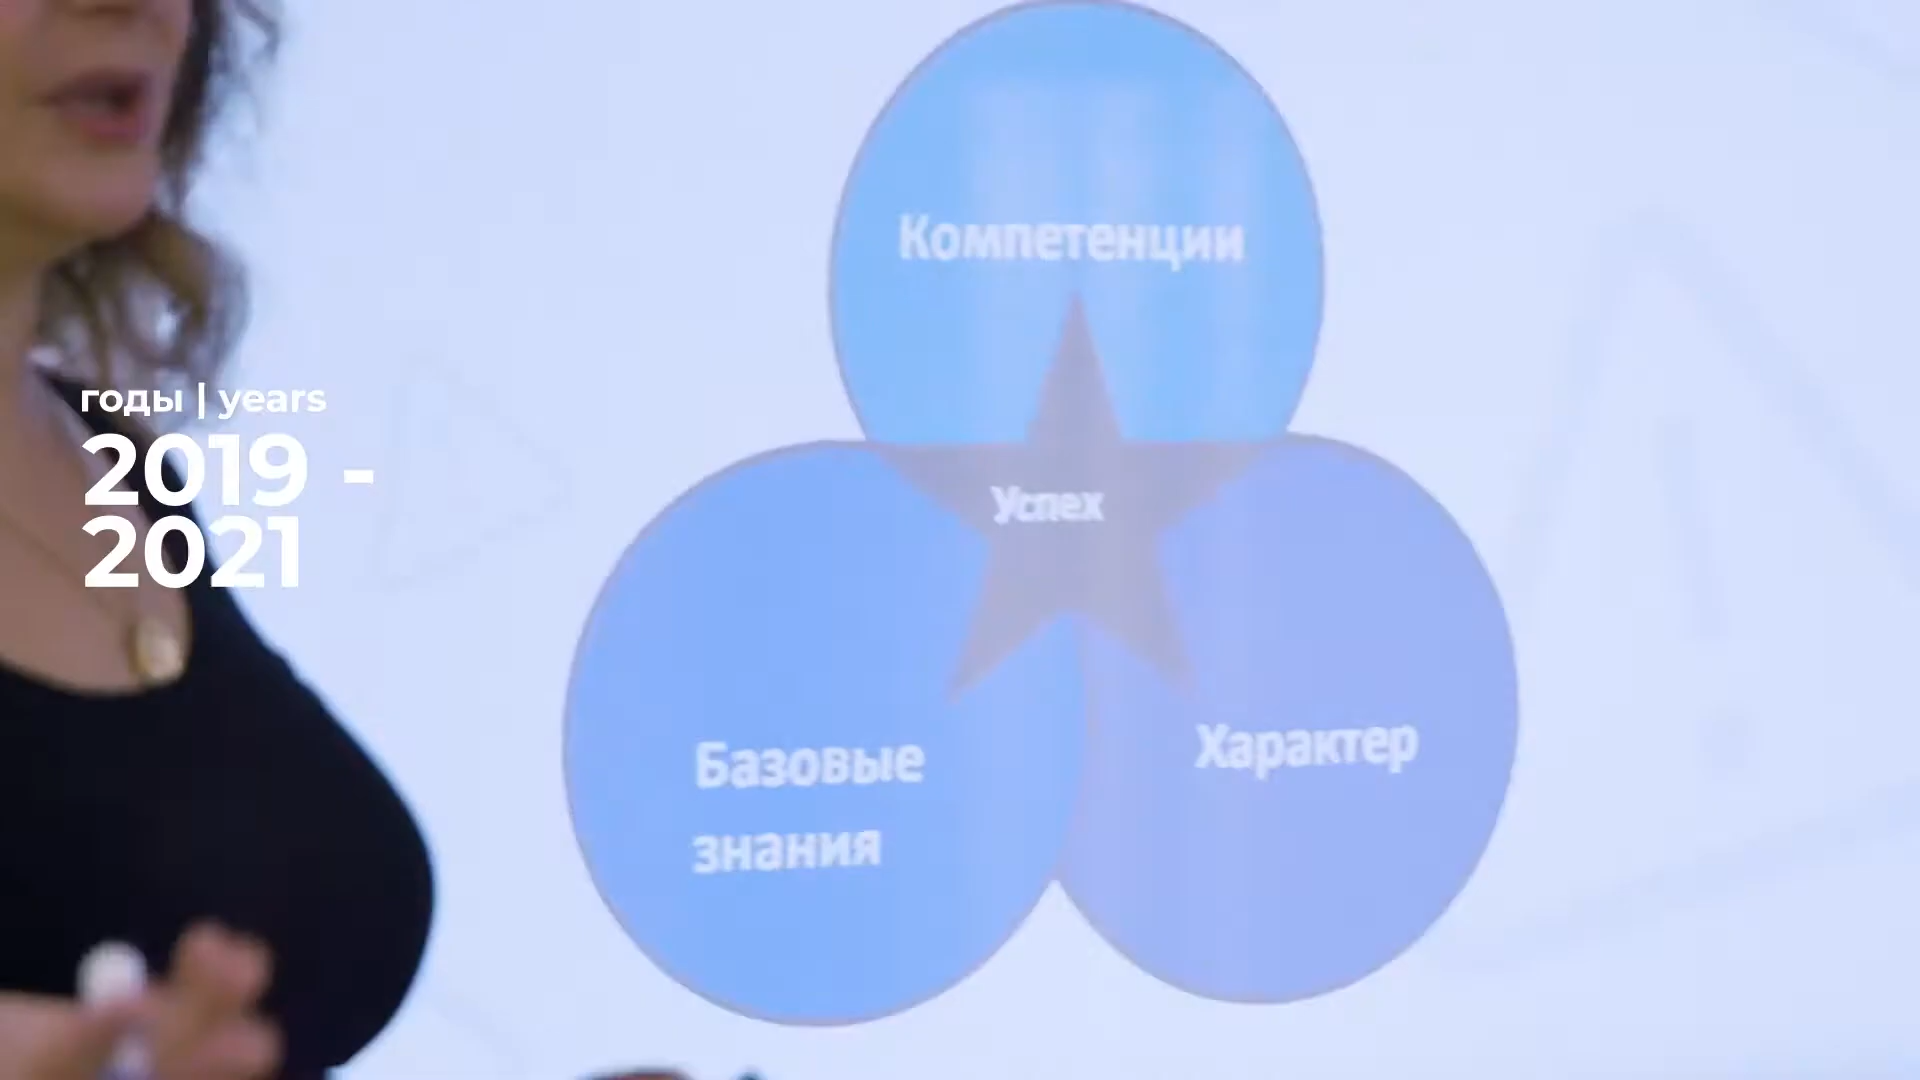 годы | years
2019 -
2021
Компетенции
Успех
Базовые
знания
Характер